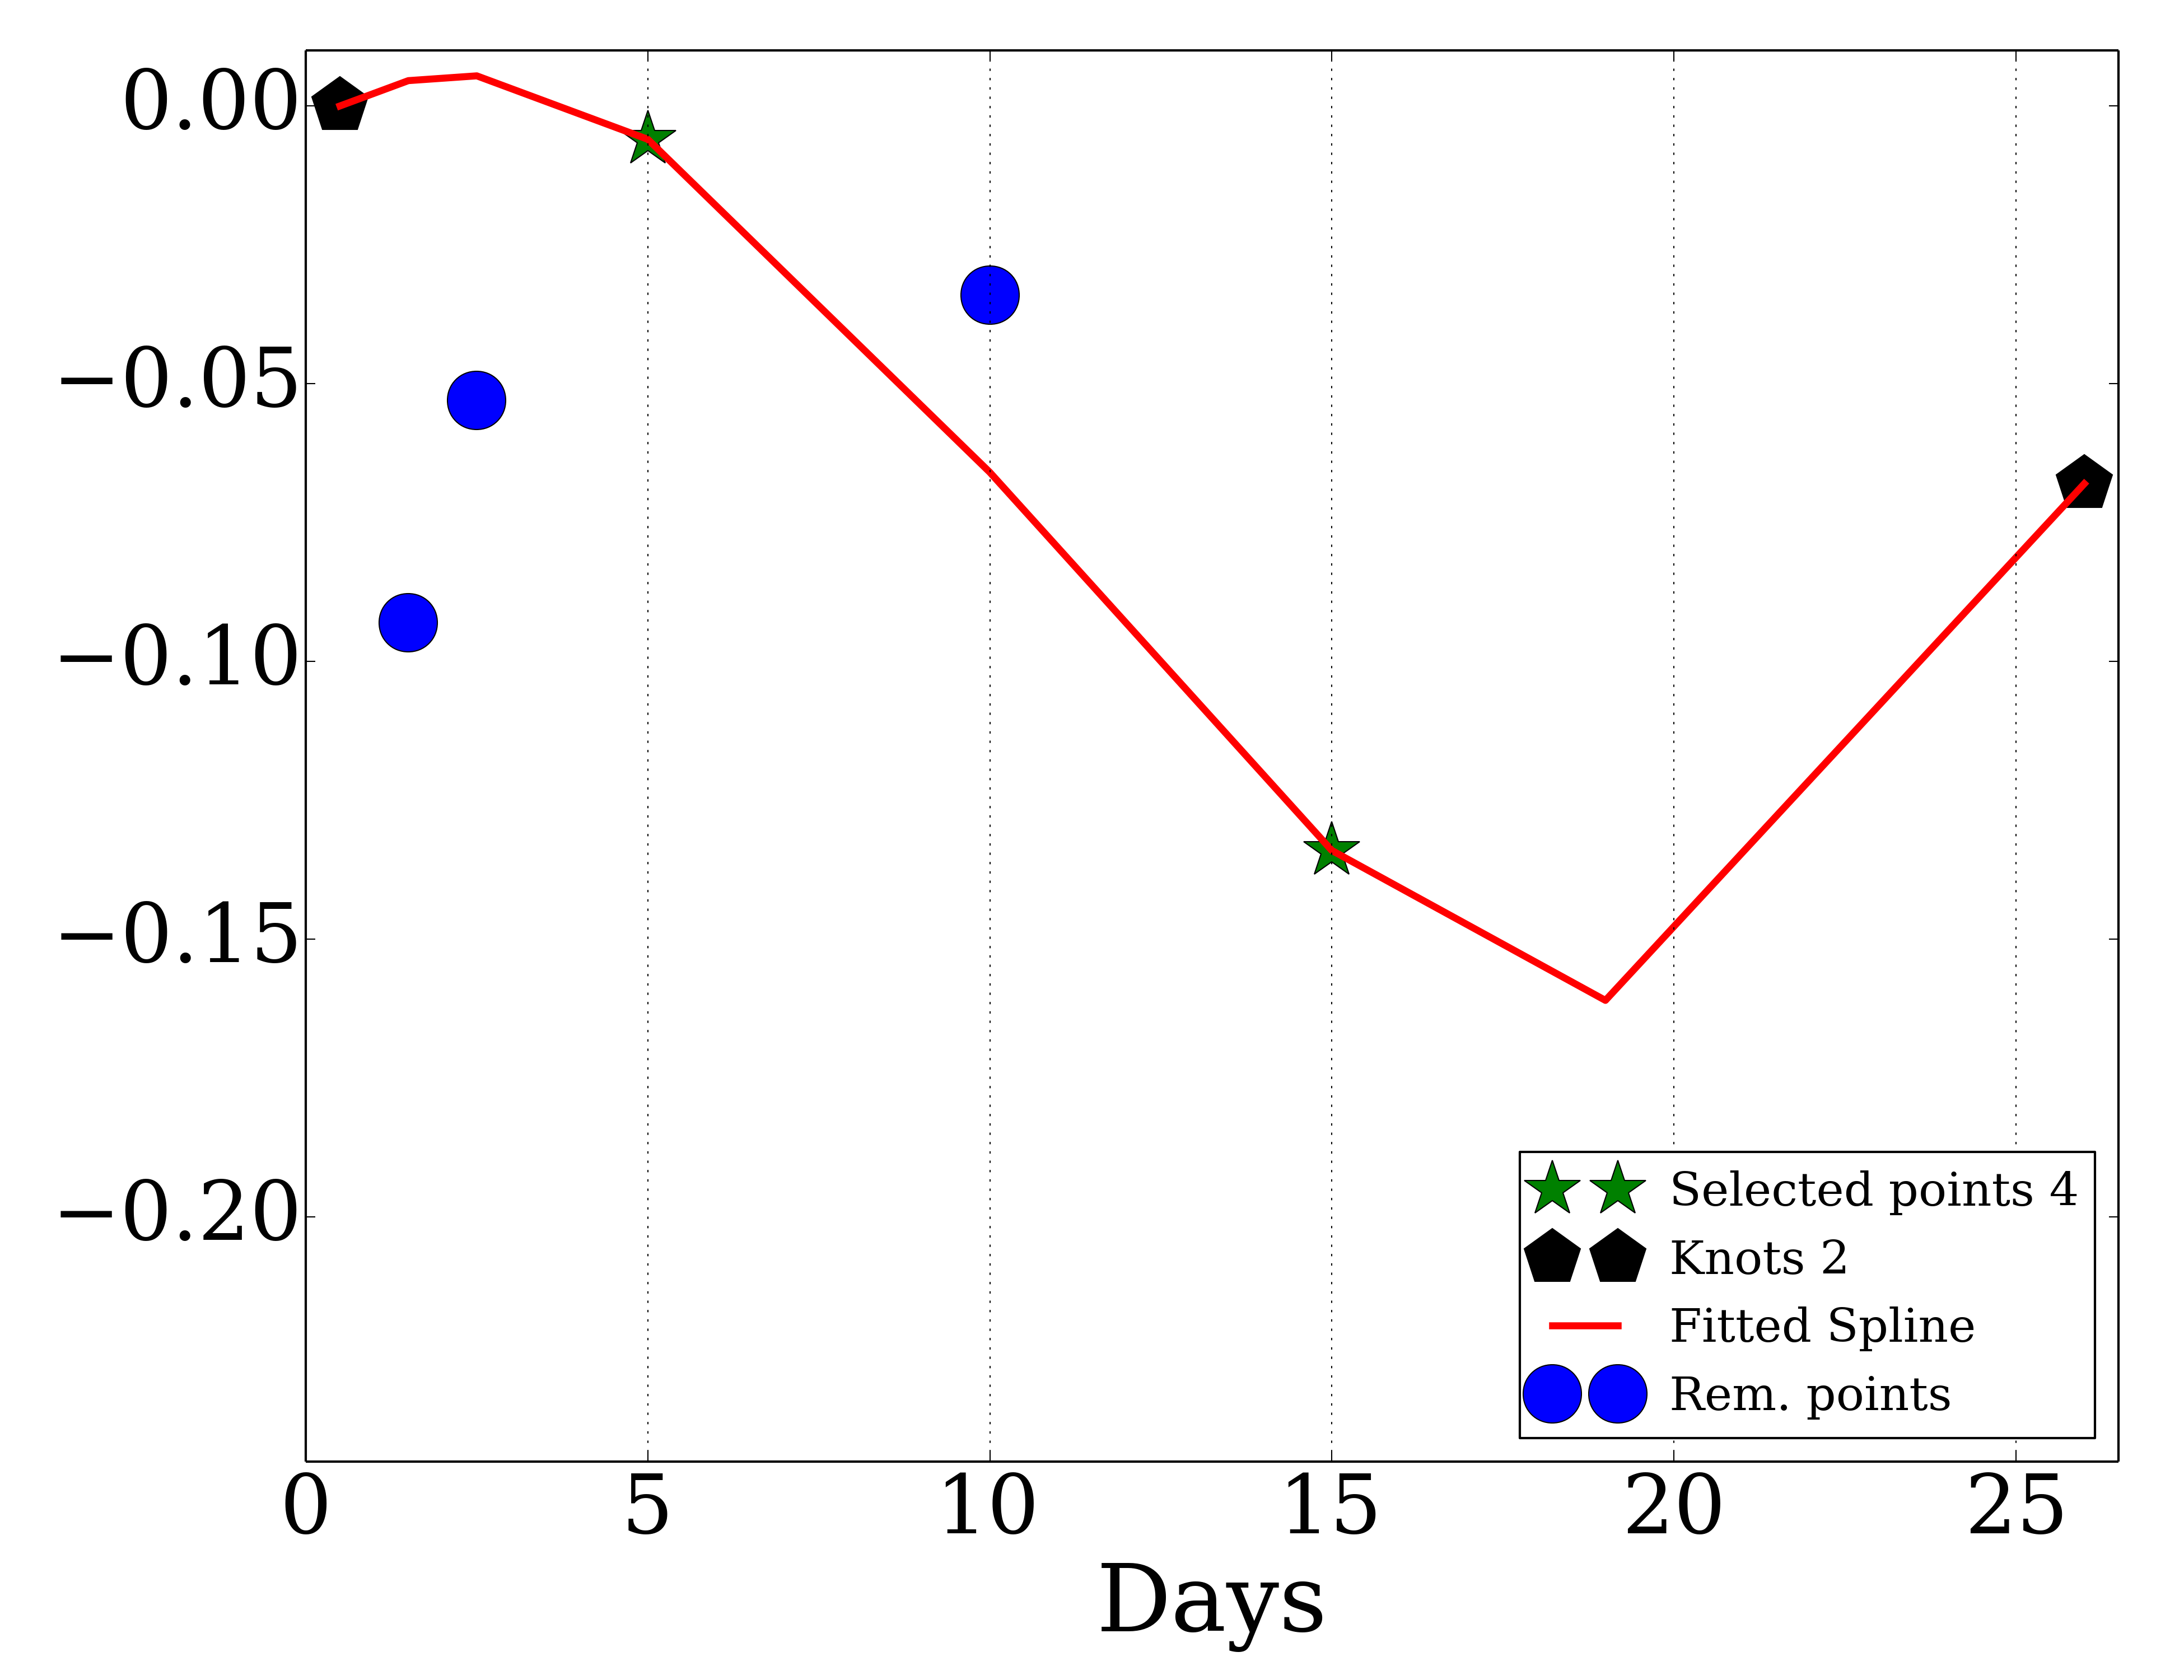 0.00
−0.05
−0.10
−0.15
−0.20
0 5 10 15 20 25
Days
Selected points 4
Knots 2
Fitted Spline
Rem. points